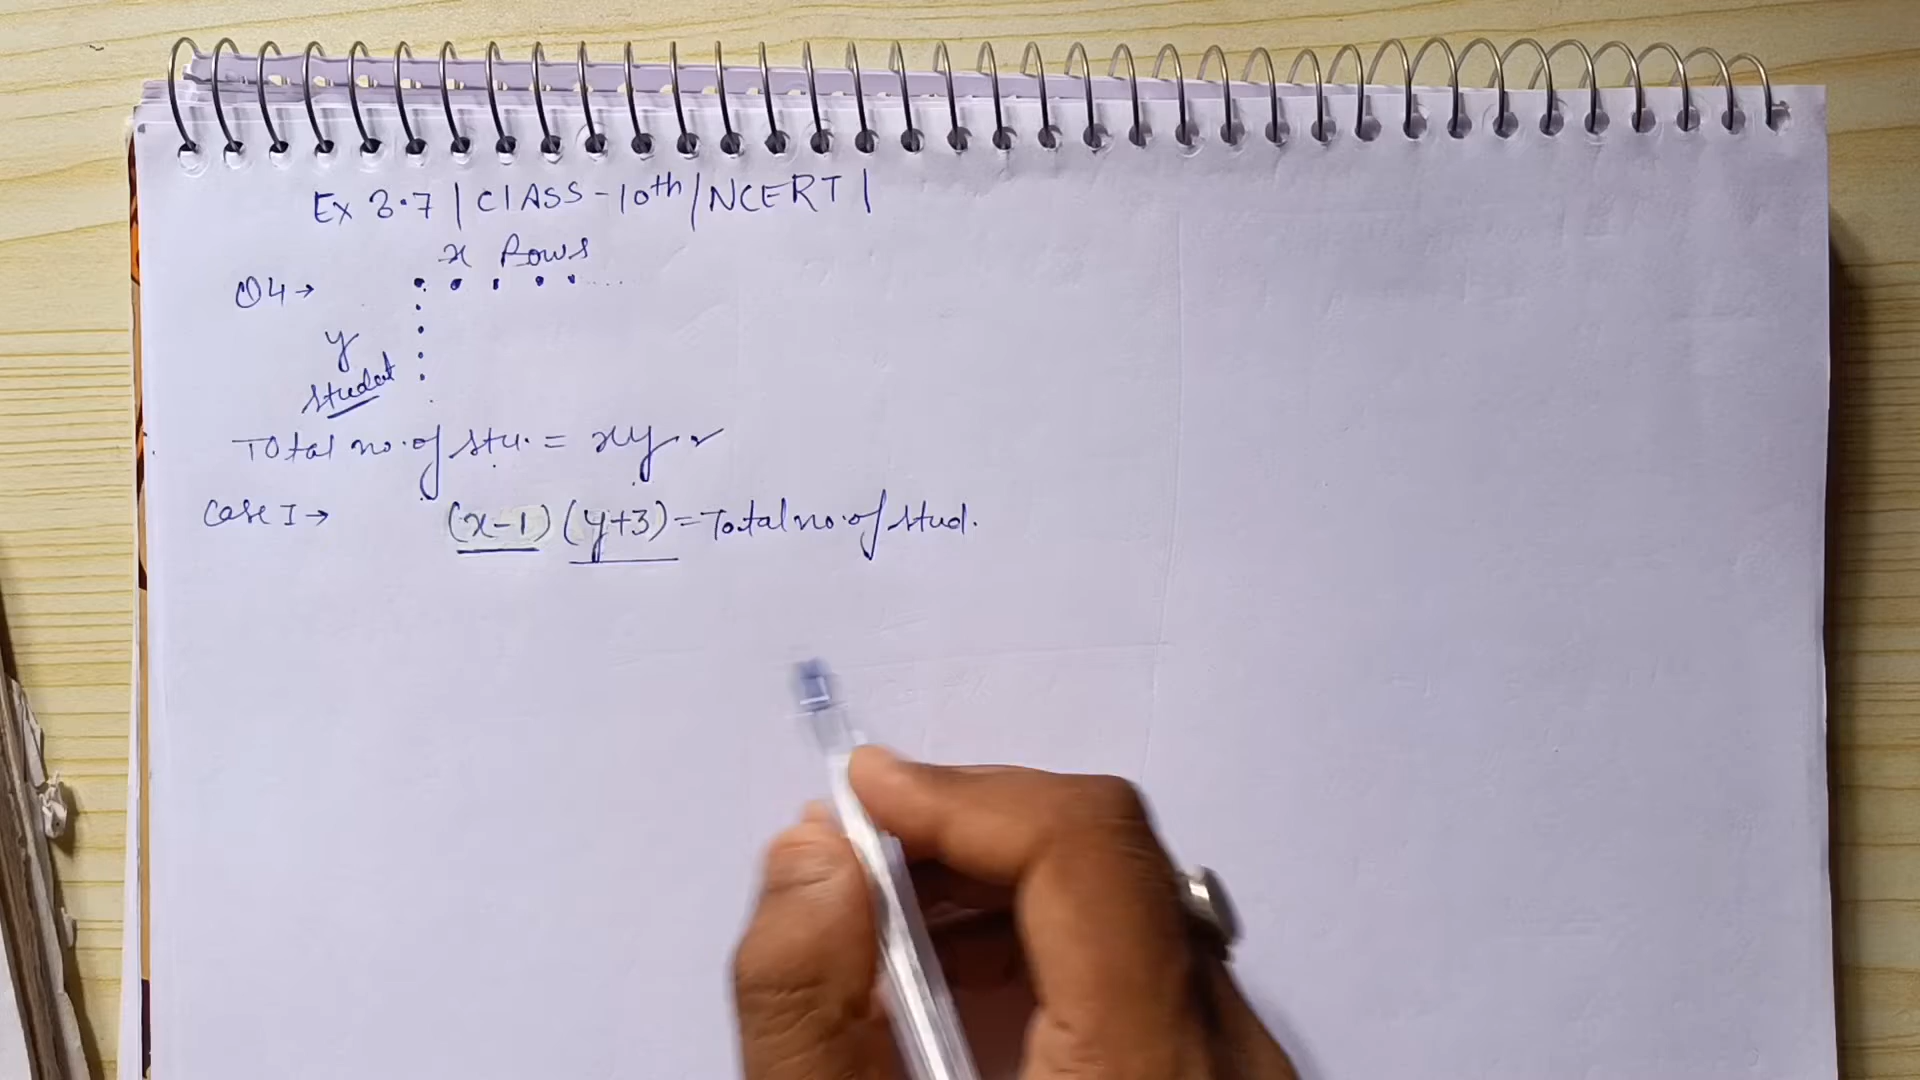 Ex 3.7 | CLASS-10th/NCERT |
x Rows
Q4→
y
student
Total no. of stu. = xy
Case I → (x-1) (y+3) = Total no. of stud.